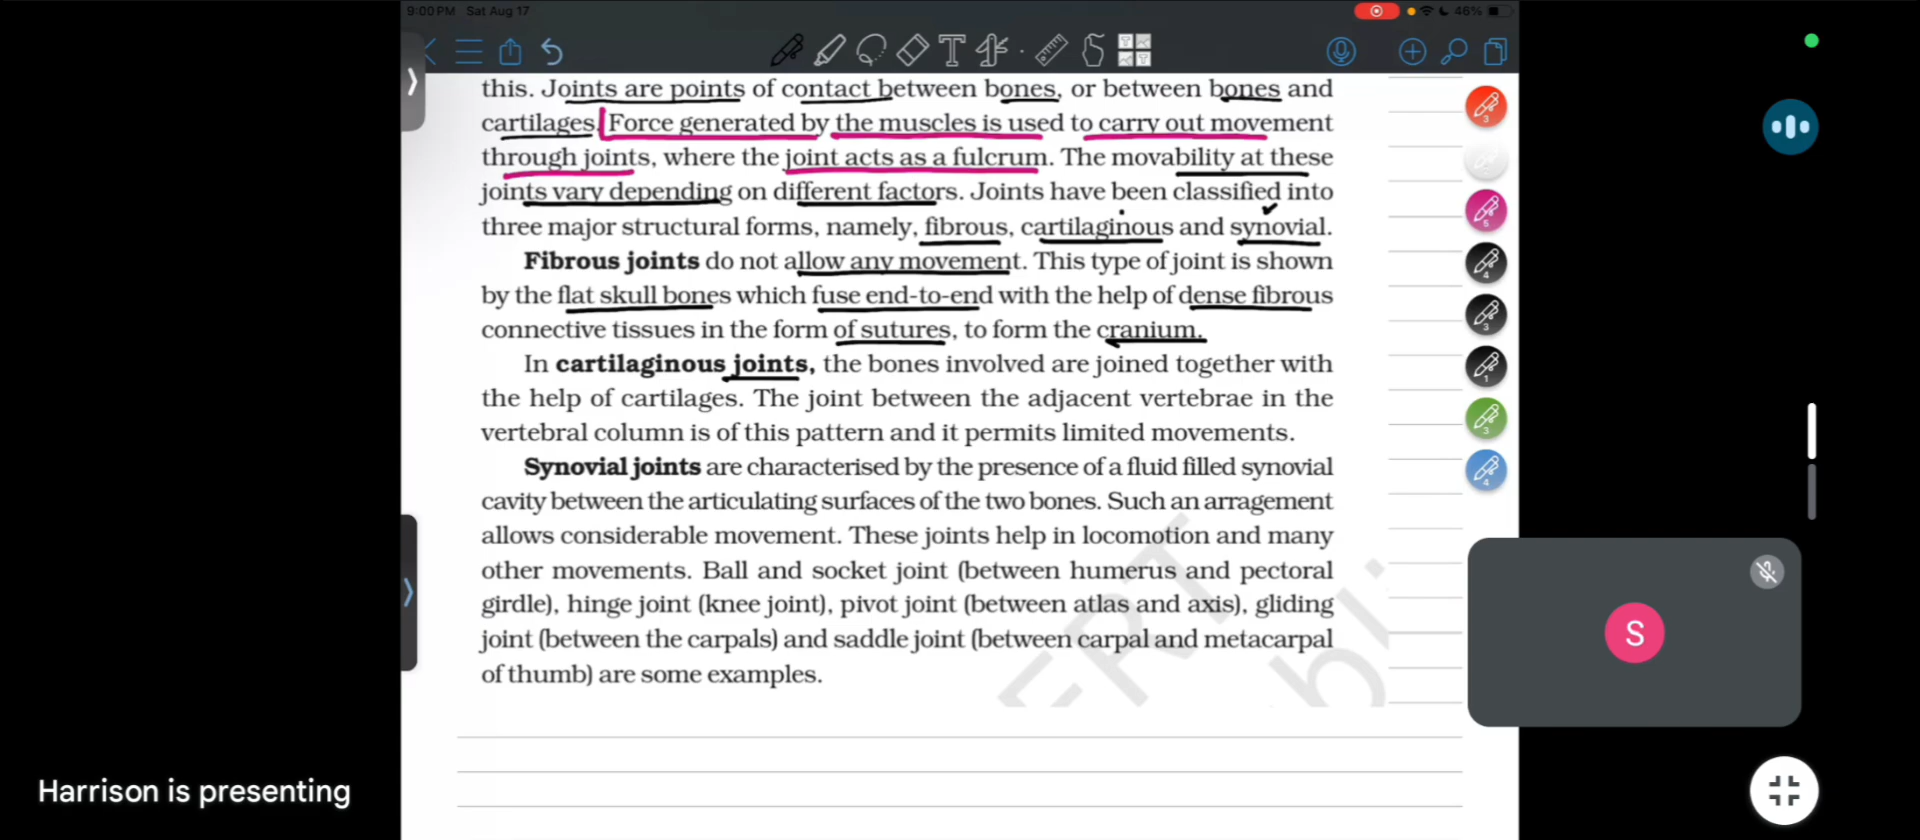 9:00 PM Sat Aug 17
46%
this. Joints are points of contact between bones, or between bones and
cartilages. Force generated by the muscles is used to carry out movement
through joints, where the joint acts as a fulcrum. The movability at these
joints vary depending on different factors. Joints have been classified into
three major structural forms, namely, fibrous, cartilaginous and synovial.
Fibrous joints do not allow any movement. This type of joint is shown
by the flat skull bones which fuse end-to-end with the help of dense fibrous
connective tissues in the form of sutures, to form the cranium.
In cartilaginous joints, the bones involved are joined together with
the help of cartilages. The joint between the adjacent vertebrae in the
vertebral column is of this pattern and it permits limited movements.
Synovial joints are characterised by the presence of a fluid filled synovial
cavity between the articulating surfaces of the two bones. Such an arragement
allows considerable movement. These joints help in locomotion and many
other movements. Ball and socket joint (between humerus and pectoral
girdle), hinge joint (knee joint), pivot joint (between atlas and axis), gliding
joint (between the carpals) and saddle joint (between carpal and metacarpal
of thumb) are some examples.
3
5
4
3
1
3
4
S
Harrison is presenting